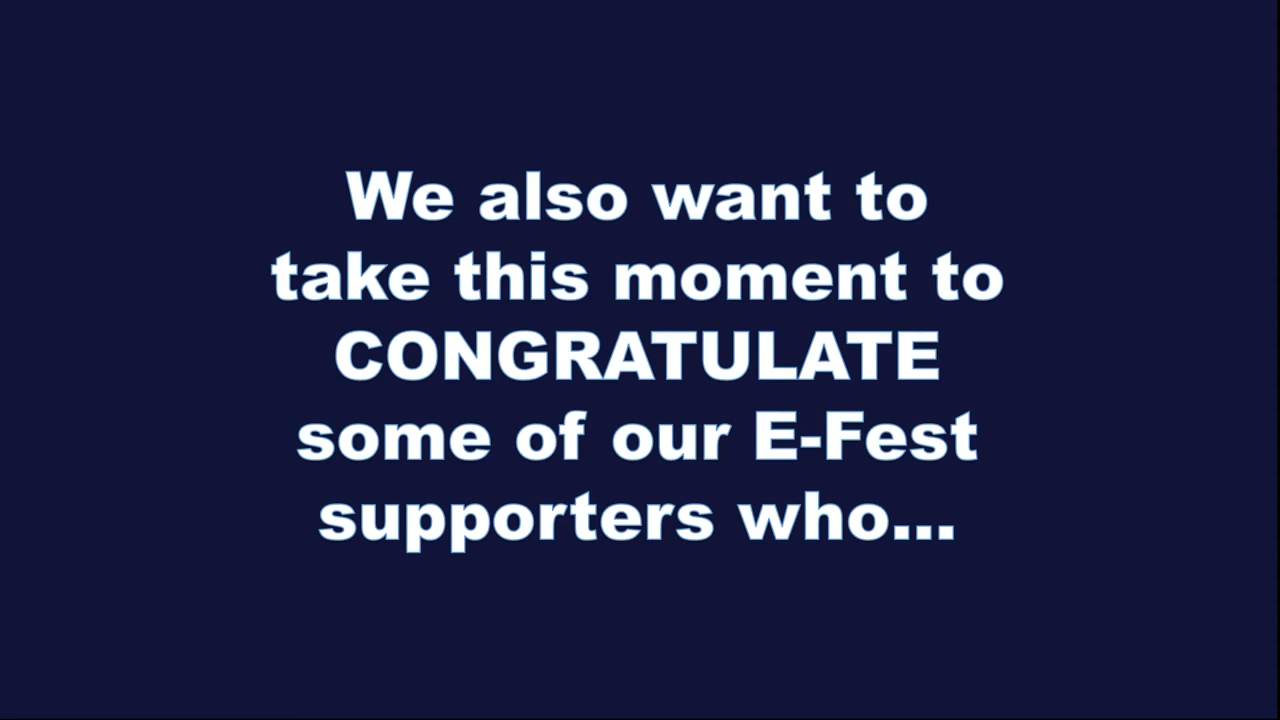 We also want to
take this moment to
CONGRATULATE
some of our E-Fest
supporters who...